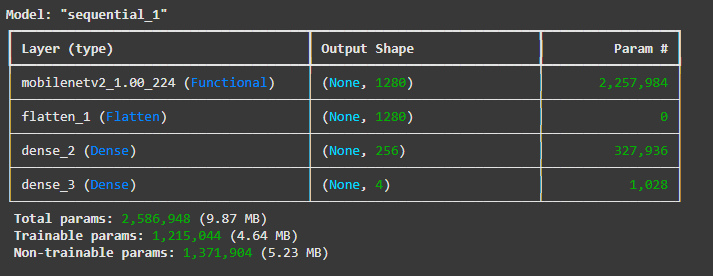 Model: "sequential_1"
Layer (type) Output Shape Param #
mobilenetv2_1.00_224 (Functional) (None, 1280) 2,257,984
flatten_1 (Flatten) (None, 1280) 0
dense_2 (Dense) (None, 256) 327,936
dense_3 (Dense) (None, 4) 1,028
Total params: 2,586,948 (9.87 MB)
Trainable params: 1,215,044 (4.64 MB)
Non-trainable params: 1,371,904 (5.23 MB)